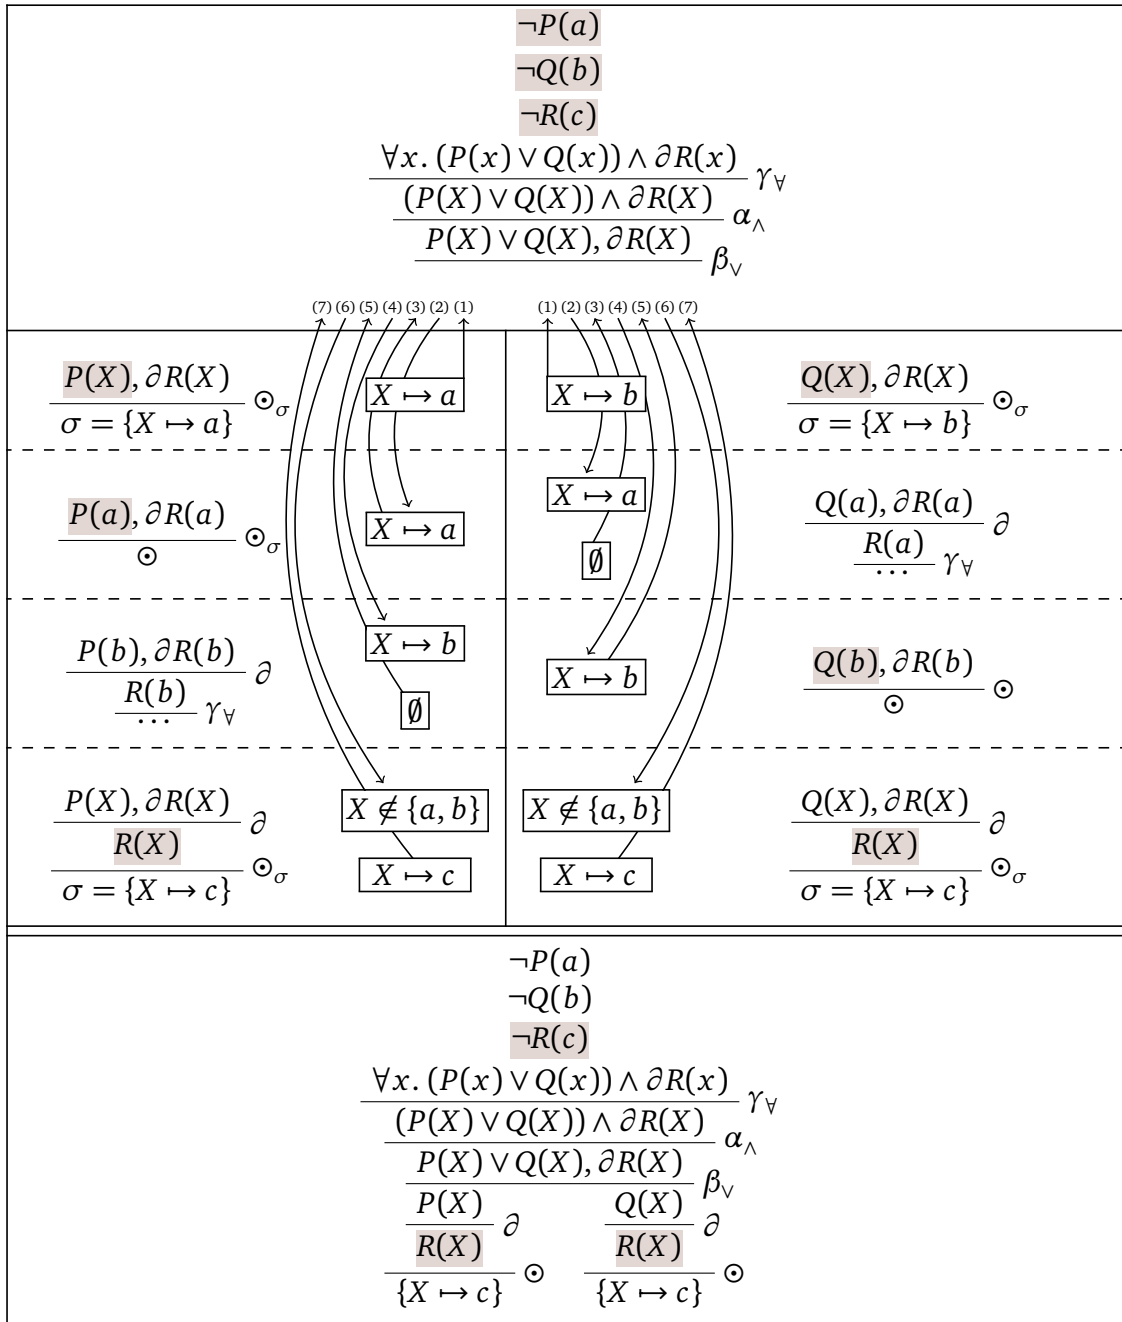 ¬P(a)
¬Q(b)
¬R(c)
∀x. (P(x) ∨ Q(x)) ∧ ∂R(x) γ∀
(P(X) ∨ Q(X)) ∧ ∂R(X) α∧
P(X) ∨ Q(X), ∂R(X) β∨
(7) (6) (5) (4) (3) (2) (1)
(1) (2) (3) (4) (5) (6) (7)
P(X), ∂R(X) ⊙σ
σ = {X ↦ a}
X ↦ a
X ↦ b
Q(X), ∂R(X) ⊙σ
σ = {X ↦ b}
P(a), ∂R(a) ⊙σ
⊙
X ↦ a
X ↦ a
∅
Q(a), ∂R(a) ∂
R(a) γ∀
···
P(b), ∂R(b) ∂
R(b) γ∀
···
X ↦ b
∅
X ↦ b
Q(b), ∂R(b) ⊙
⊙
P(X), ∂R(X) ∂
R(X) ⊙σ
σ = {X ↦ c}
X ∉ {a, b}
X ↦ c
X ∉ {a, b}
X ↦ c
Q(X), ∂R(X) ∂
R(X) ⊙σ
σ = {X ↦ c}
¬P(a)
¬Q(b)
¬R(c)
∀x. (P(x) ∨ Q(x)) ∧ ∂R(x) γ∀
(P(X) ∨ Q(X)) ∧ ∂R(X) α∧
P(X) ∨ Q(X), ∂R(X) β∨
P(X) ∂ Q(X) ∂
R(X) ⊙ R(X) ⊙
{X ↦ c} {X ↦ c}